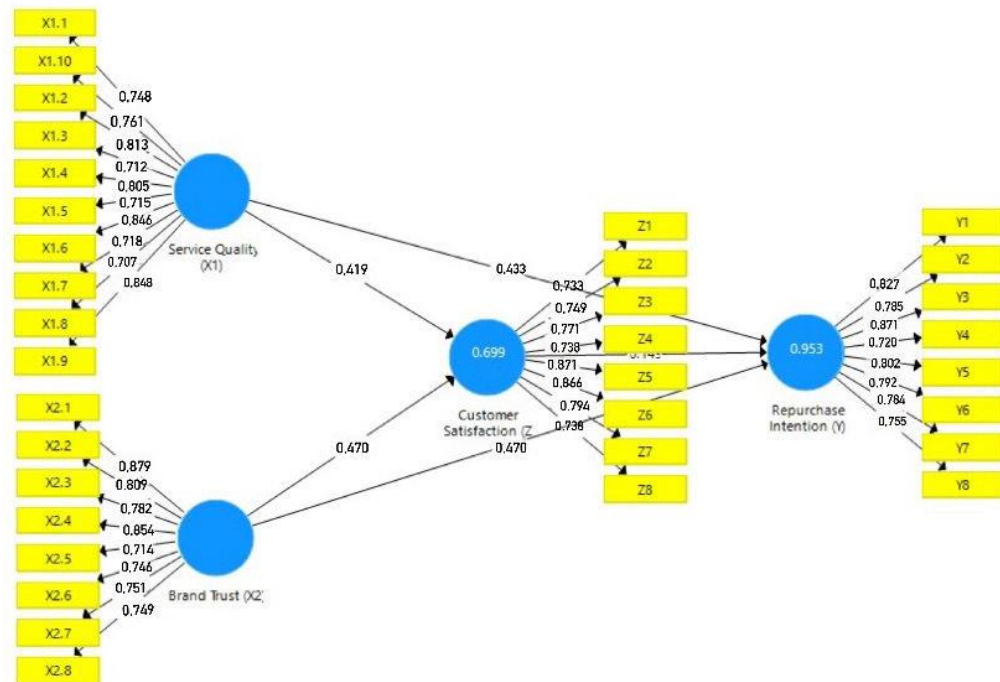 X1.1
X1.10
X1.2
X1.3
X1.4
X1.5
X1.6
X1.7
X1.8
X1.9
0,748
0,761
0,813
0,712
0,805
0,715
0,846
0,718
0,707
0,848
Service Quality
(X1)
0,419
0,433
X2.1
X2.2
X2.3
X2.4
X2.5
X2.6
X2.7
X2.8
0,879
0,809
0,782
0,854
0,714
0,746
0,751
0,749
Brand Trust (X2)
0,470
0,470
0.699
Customer
Satisfaction (Z
0,733
0,749
0,771
0,738
0,871
0,866
0,794
0,738
Z1
Z2
Z3
Z4
Z5
Z6
Z7
Z8
0.953
Repurchase
Intention (Y)
0,827
0,785
0,871
0,720
0,802
0,792
0,784
0,755
Y1
Y2
Y3
Y4
Y5
Y6
Y7
Y8